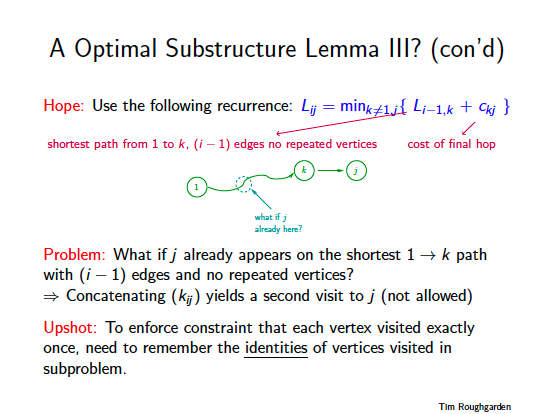 A Optimal Substructure Lemma III? (con'd)
Hope: Use the following recurrence: L_{ij} = min_{k≠1,j}{ L_{i−1,k} + c_{kj} }
shortest path from 1 to k, (i − 1) edges no repeated vertices
cost of final hop
1
k
j
what if j
already here?
Problem: What if j already appears on the shortest 1 → k path
with (i − 1) edges and no repeated vertices?
⇒ Concatenating (k_{ij}) yields a second visit to j (not allowed)
Upshot: To enforce constraint that each vertex visited exactly
once, need to remember the identities of vertices visited in
subproblem.
Tim Roughgarden